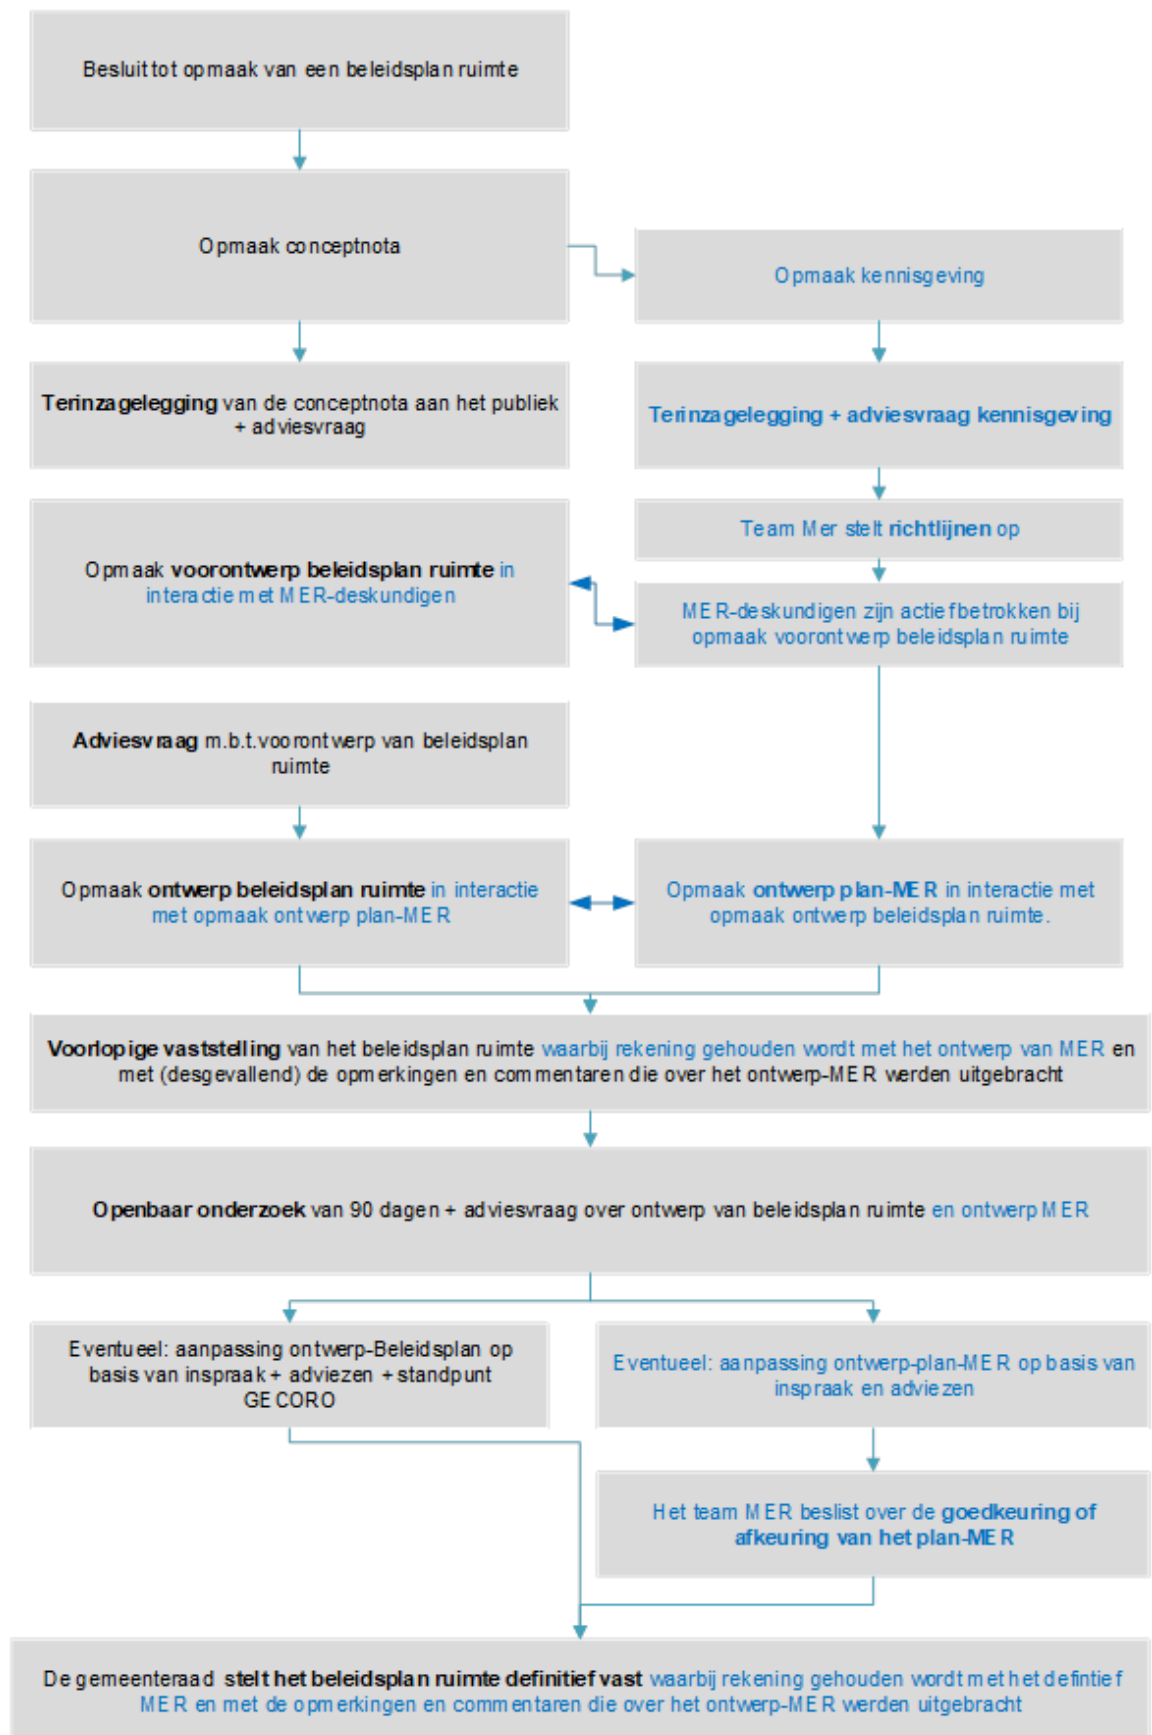 Besluit tot opmaak van een beleidsplan ruimte
Opmaak conceptnota
Opmaak kennisgeving
Terinzagelegging van de conceptnota aan het publiek
+ adviesvraag
Terinzagelegging + adviesvraag kennisgeving
Team Mer stelt richtlijnen op
Opmaak voorontwerp beleidsplan ruimte in
interactie met MER-deskundigen
MER-deskundigen zijn actief betrokken bij
opmaak voorontwerp beleidsplan ruimte
Adviesvraag m.b.t.voorontwerp van beleidsplan
ruimte
Opmaak ontwerp beleidsplan ruimte in interactie
met opmaak ontwerp plan-MER
Opmaak ontwerp plan-MER in interactie met
opmaak ontwerp beleidsplan ruimte.
Voorlopige vaststelling van het beleidsplan ruimte waarbij rekening gehouden wordt met het ontwerp van MER en
met (desgevallend) de opmerkingen en commentaren die over het ontwerp-MER werden uitgebracht
Openbaar onderzoek van 90 dagen + adviesvraag over ontwerp van beleidsplan ruimte en ontwerp MER
Eventueel: aanpassing ontwerp-Beleidsplan op
basis van inspraak + adviezen + standpunt
GECORO
Eventueel: aanpassing ontwerp-plan-MER op basis van
inspraak en adviezen
Het team MER beslist over de goedkeuring of
afkeuring van het plan-MER
De gemeenteraad stelt het beleidsplan ruimte definitief vast waarbij rekening gehouden wordt met het defintief
MER en met de opmerkingen en commentaren die over het ontwerp-MER werden uitgebracht